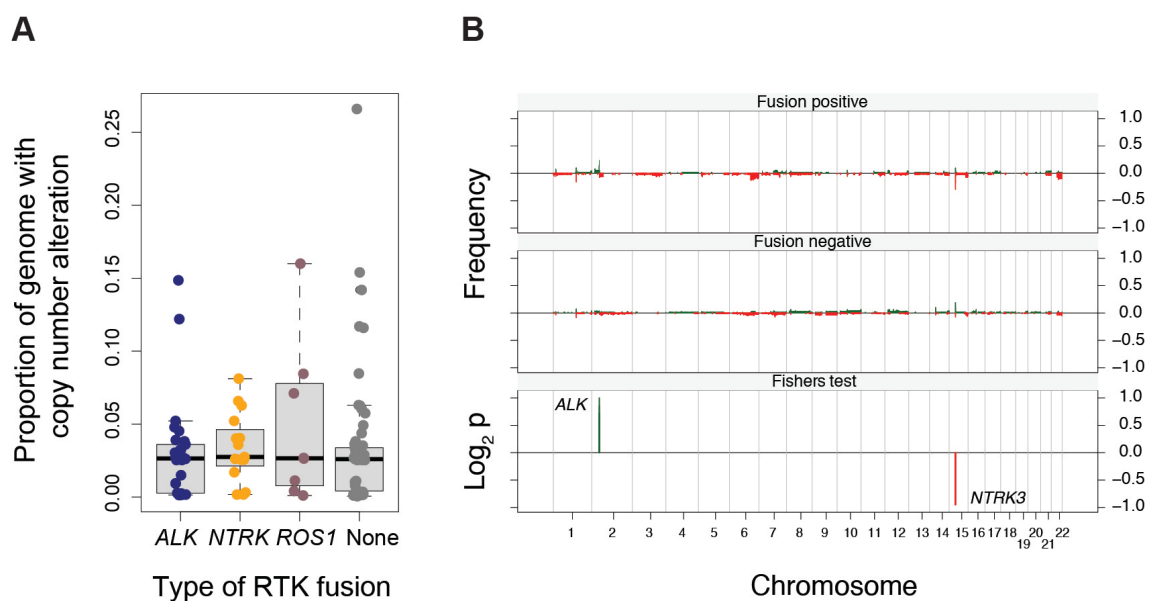 A
B
Proportion of genome with
copy number alteration
0.25
0.20
0.15
0.10
0.05
0.00
ALK NTRK ROS1 None
Type of RTK fusion
Fusion positive
1.0
0.5
0.0
−0.5
−1.0
Frequency
Fusion negative
1.0
0.5
0.0
−0.5
−1.0
Fishers test
Log2 p
ALK
NTRK3
1.0
0.5
0.0
−0.5
−1.0
1 2 3 4 5 6 7 8 9 10 11 12 13 14 15 16 17 18 19 20 21 22
Chromosome